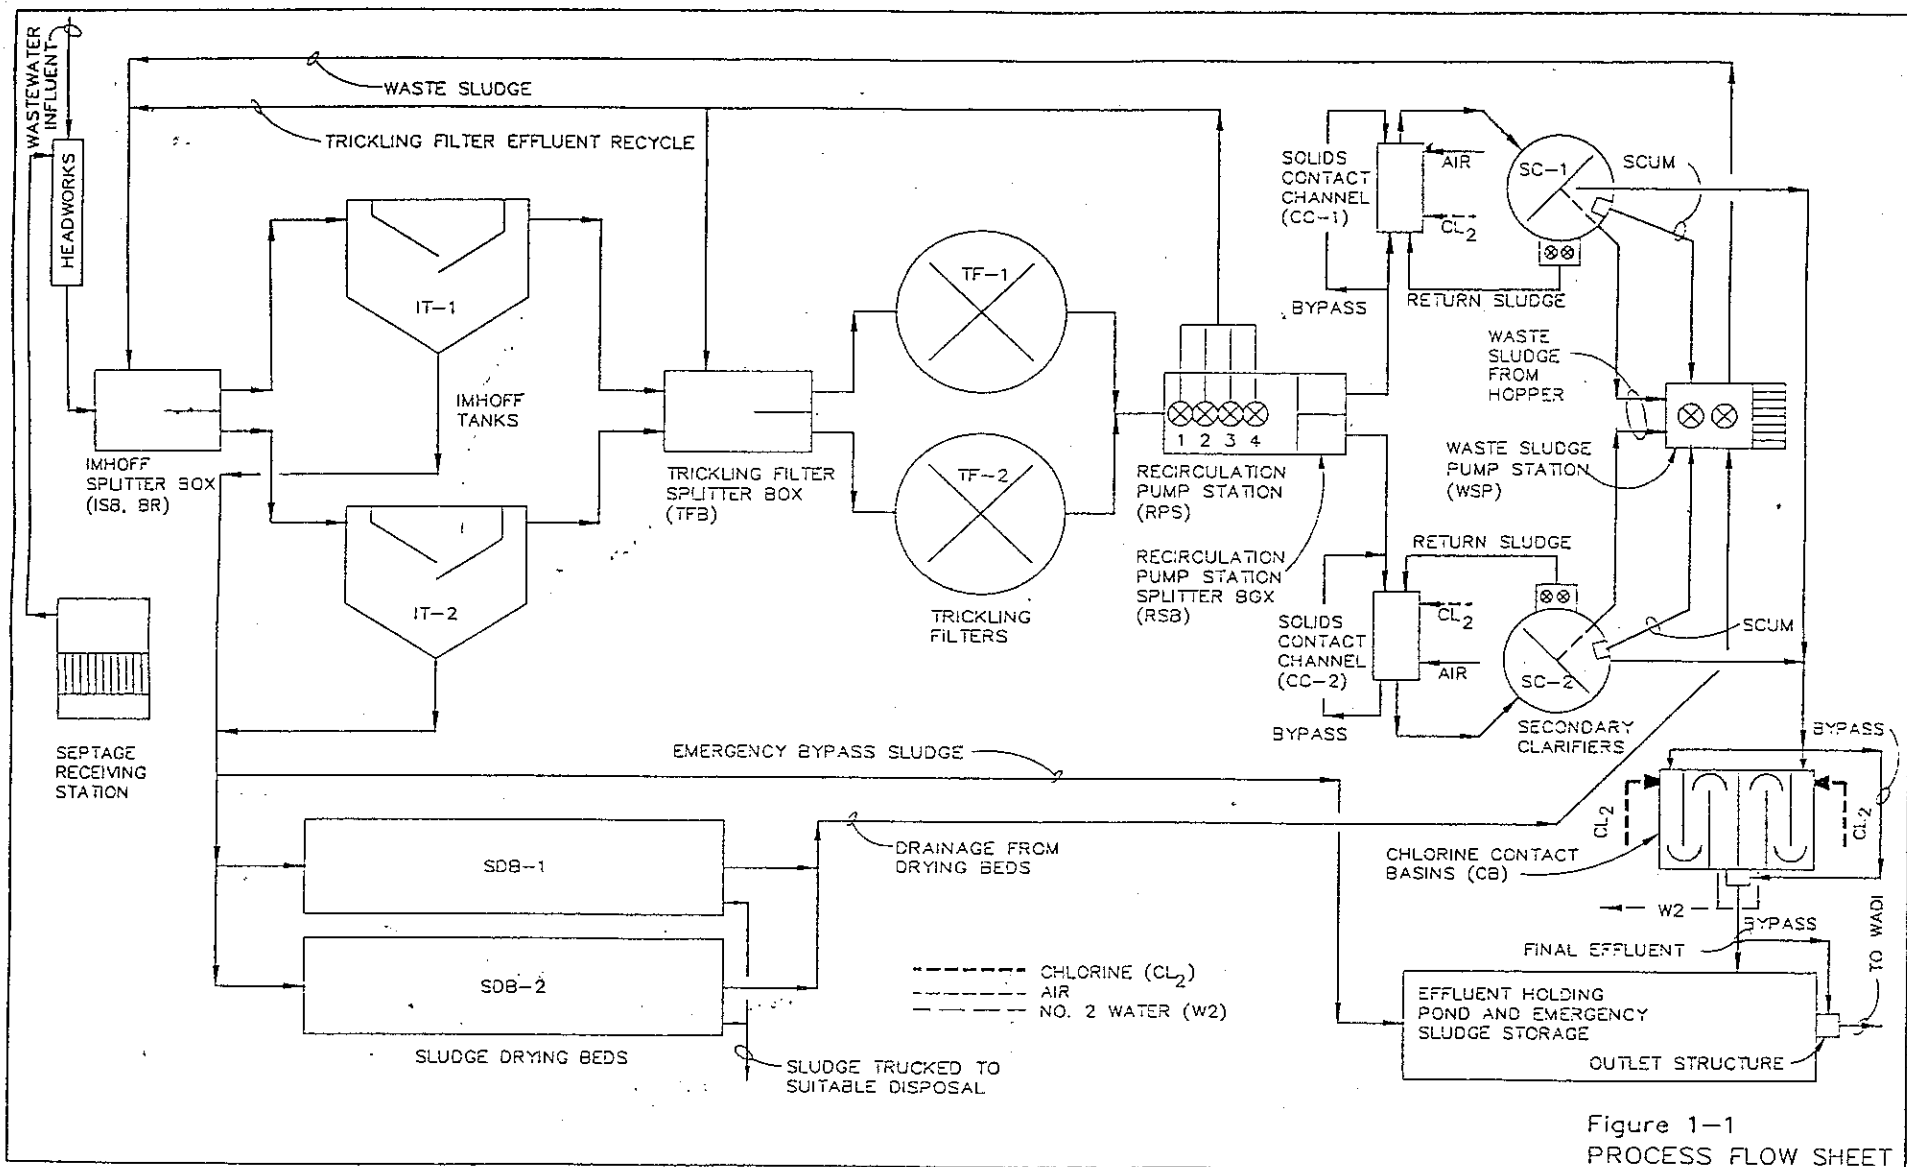 WASTEWATER
INFLUENT
HEADWORKS
WASTE SLUDGE
TRICKLING FILTER EFFLUENT RECYCLE
IT-1
IMHOFF
TANKS
IT-2
IMHOFF
SPLITTER BOX
(ISB, BR)
SEPTAGE
RECEIVING
STATION
TRICKLING FILTER
SPLITTER BOX
(TFB)
TF-1
TF-2
TRICKLING
FILTERS
1 2 3 4
RECIRCULATION
PUMP STATION
(RPS)
RECIRCULATION
PUMP STATION
SPLITTER BOX
(RSB)
SOLIDS
CONTACT
CHANNEL
(CC-1)
AIR
CL2
BYPASS
RETURN SLUDGE
SC-1
SCUM
WASTE
SLUDGE
FROM
HOPPER
WASTE SLUDGE
PUMP STATION
(WSP)
RETURN SLUDGE
SOLIDS
CONTACT
CHANNEL
(CC-2)
CL2
AIR
BYPASS
SC-2
SCUM
SECONDARY
CLARIFIERS
BYPASS
CL2
CL2
CHLORINE CONTACT
BASINS (CB)
W2
BYPASS
FINAL EFFLUENT
TO WADI
EFFLUENT HOLDING
POND AND EMERGENCY
SLUDGE STORAGE
OUTLET STRUCTURE
EMERGENCY BYPASS SLUDGE
DRAINAGE FROM
DRYING BEDS
SDB-1
SDB-2
SLUDGE DRYING BEDS
SLUDGE TRUCKED TO
SUITABLE DISPOSAL
CHLORINE (CL2)
AIR
NO. 2 WATER (W2)
Figure 1-1
PROCESS FLOW SHEET